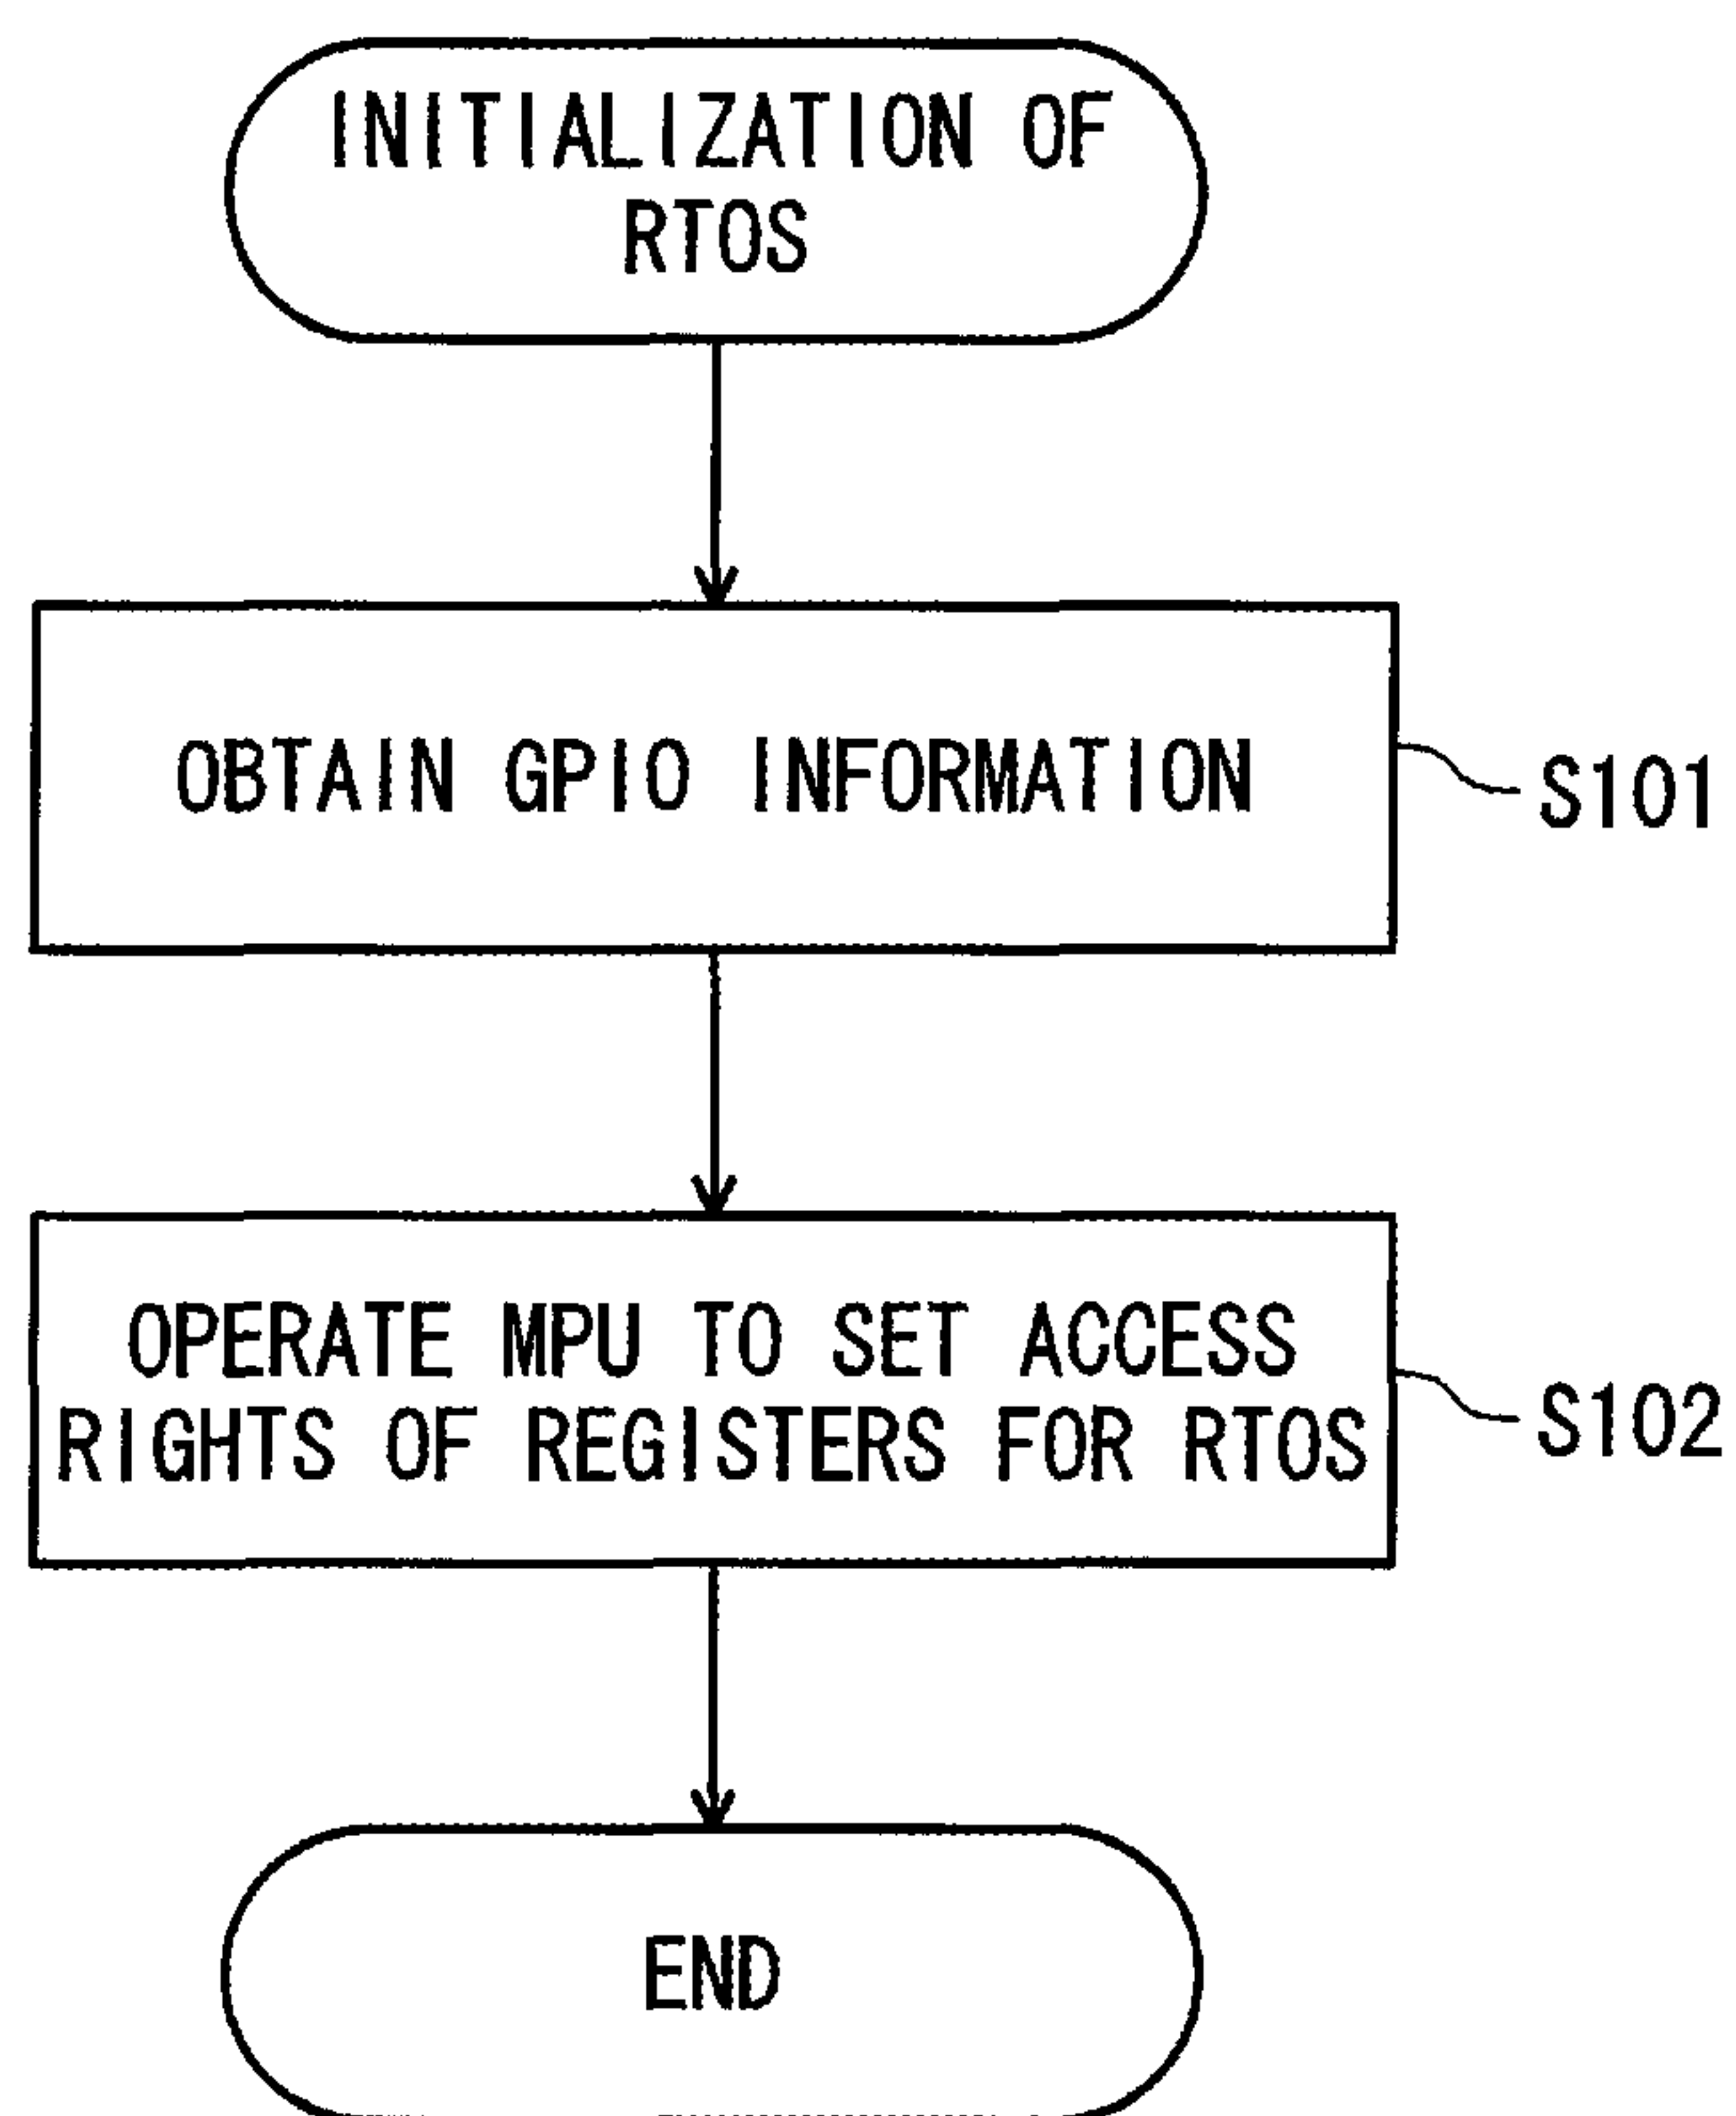 INITIALIZATION OF
RTOS
OBTAIN GPIO INFORMATION
S101
OPERATE MPU TO SET ACCESS
RIGHTS OF REGISTERS FOR RTOS
S102
END